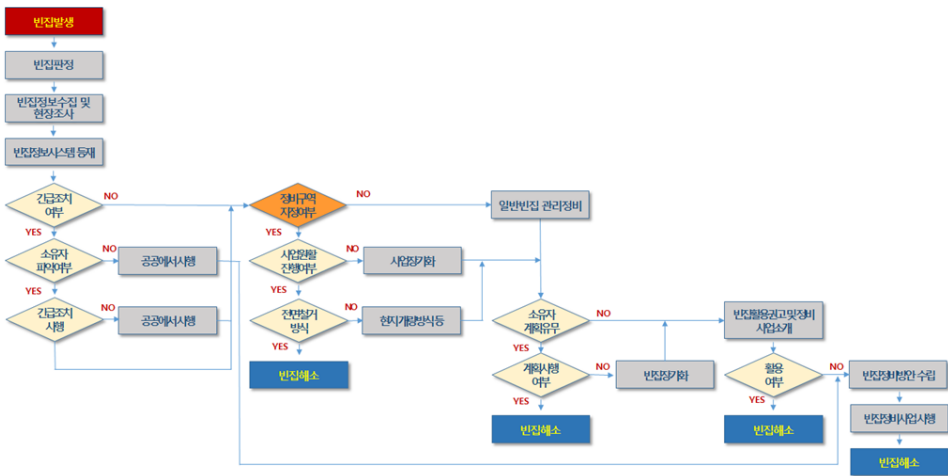 빈집발생
빈집판정
빈집정보수집 및
현장조사
빈집정보시스템 등재
긴급조치
여부
NO
YES
소유자
파악여부
NO
공공에서시행
YES
긴급조치
시행
NO
공공에서시행
정비구역
지정여부
NO
YES
사업원활
진행여부
NO
사업장기화
YES
전면철거
방식
NO
현지개량방식등
YES
빈집해소
일반빈집 관리정비
소유자
계획유무
NO
YES
계획시행
여부
NO
빈집장기화
YES
빈집해소
빈집활용권고 및 정비
사업소개
활용
여부
NO
YES
빈집해소
빈집정비방안 수립
빈집정비사업 시행
빈집해소